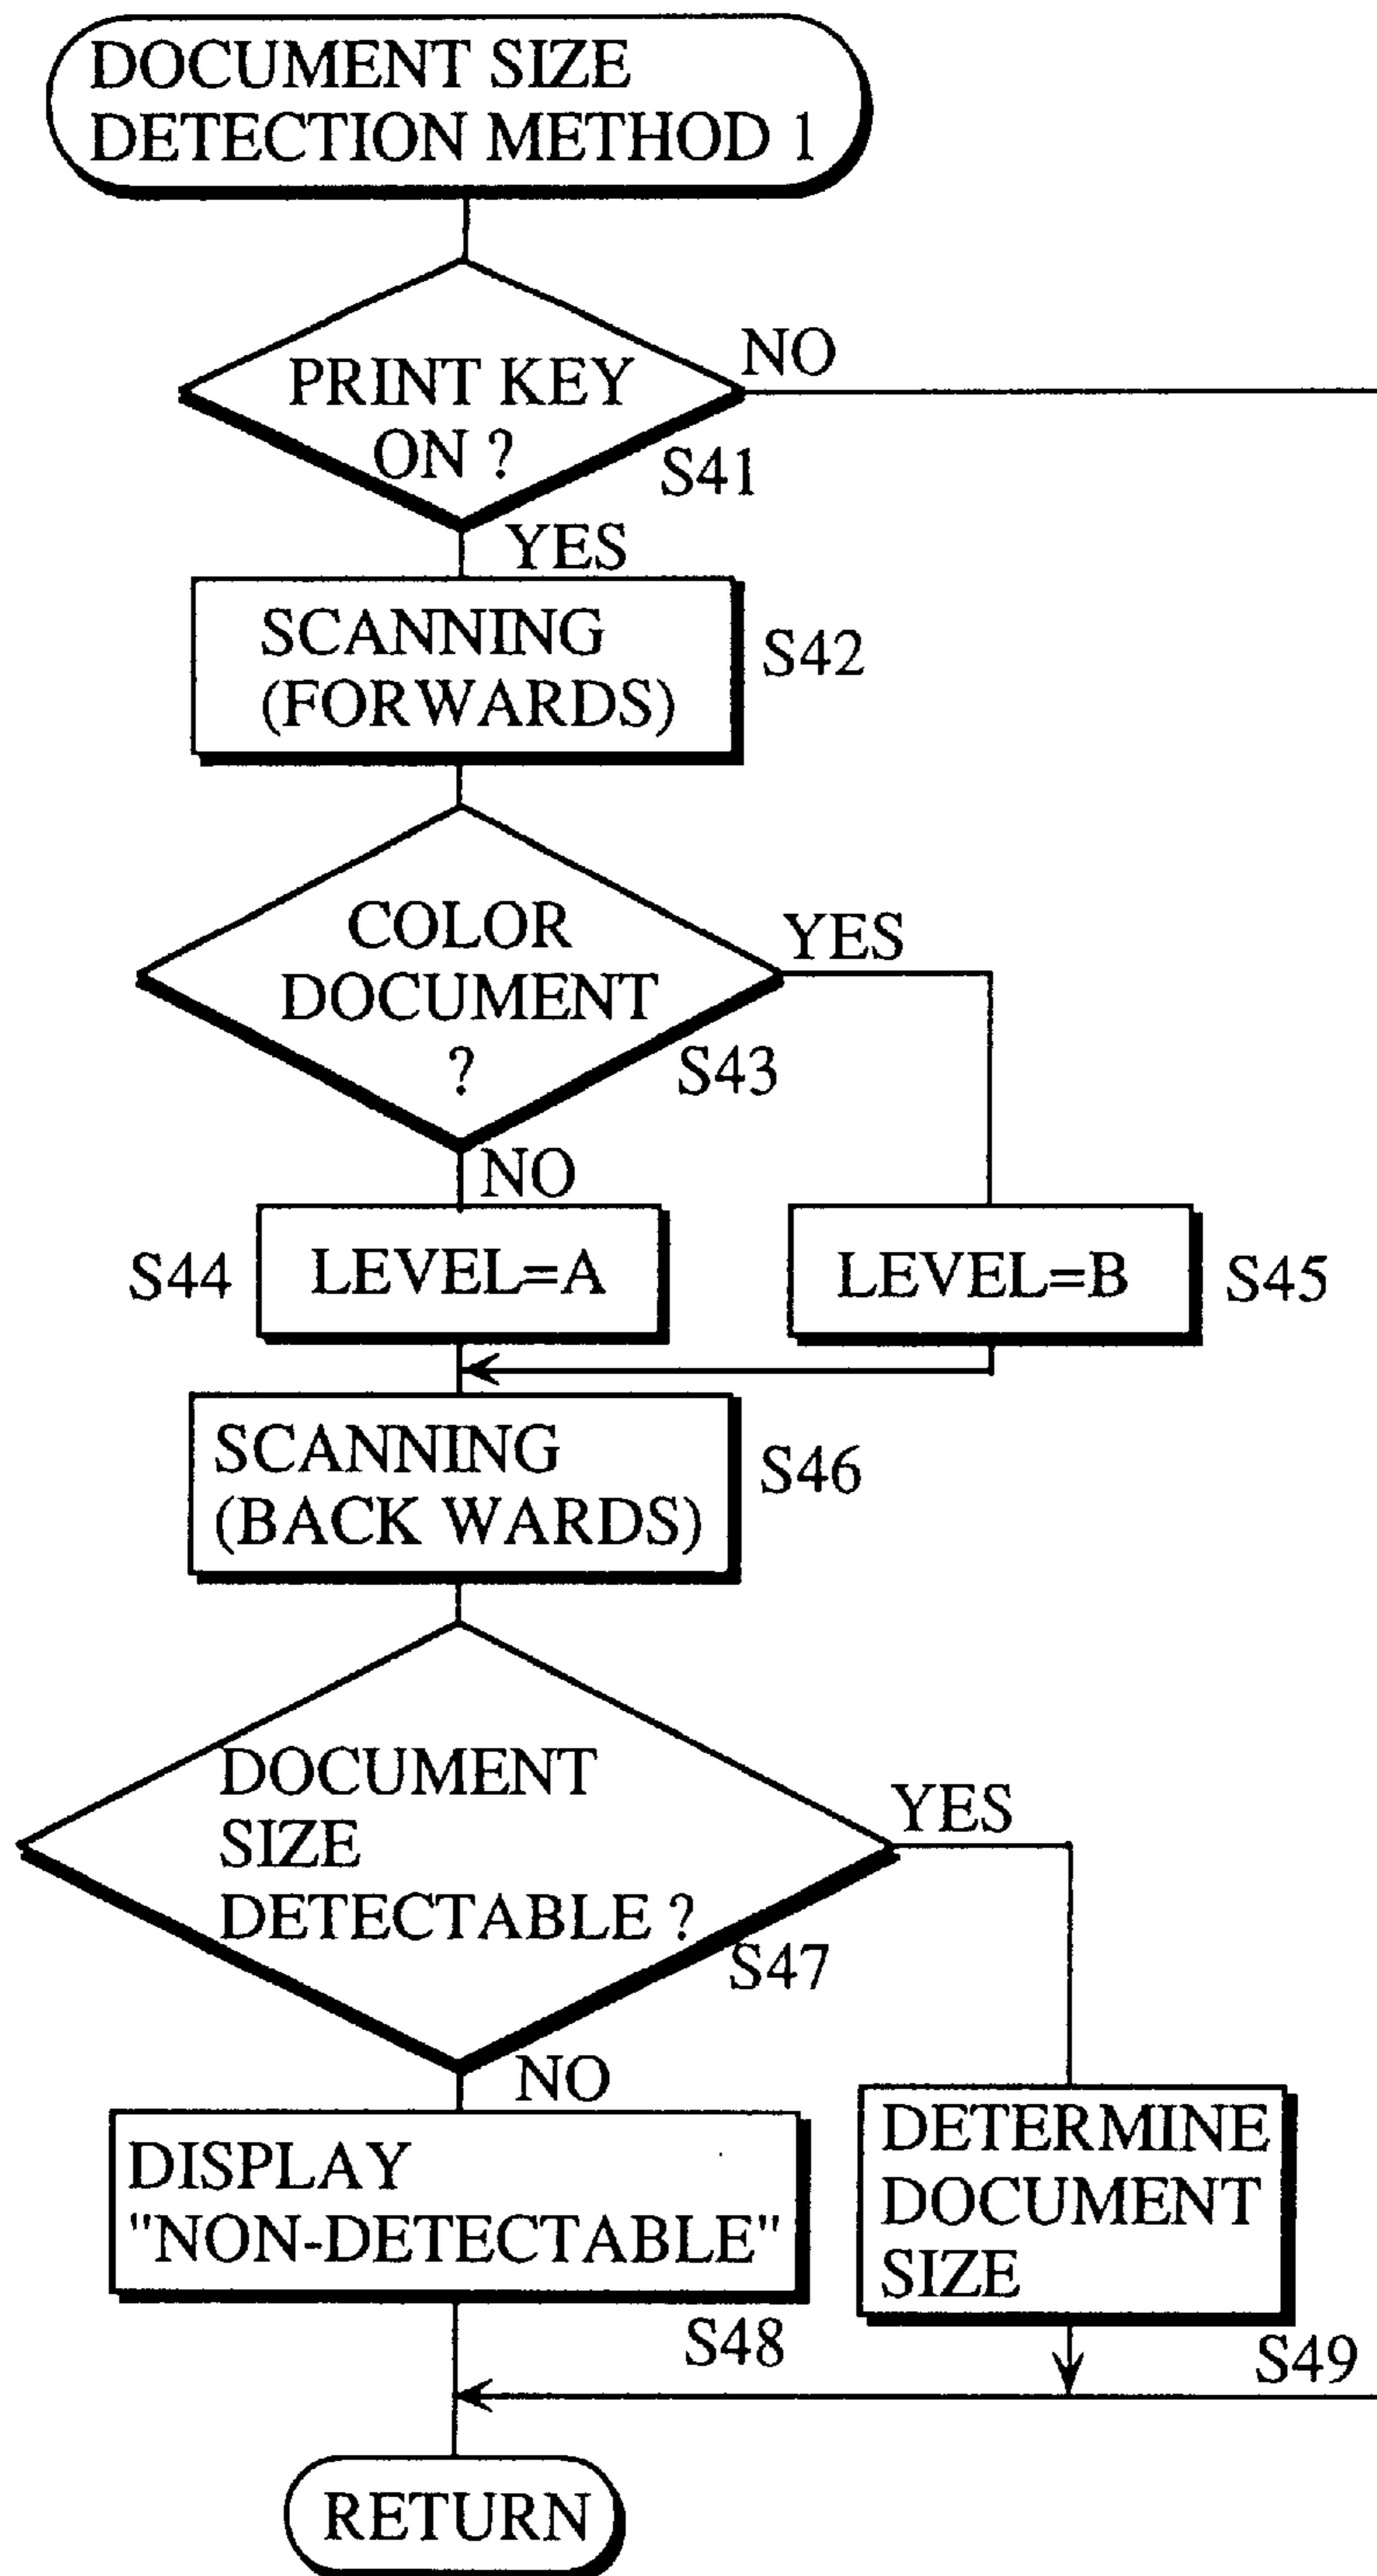 DOCUMENT SIZE
DETECTION METHOD 1
NO
PRINT KEY
ON ?
S41
YES
SCANNING
(FORWARDS)
S42
COLOR
DOCUMENT
?
YES
S43
NO
S44
LEVEL=A
LEVEL=B
S45
SCANNING
(BACK WARDS)
S46
DOCUMENT
SIZE
DETECTABLE ?
YES
S47
NO
DISPLAY
"NON-DETECTABLE"
S48
DETERMINE
DOCUMENT
SIZE
S49
RETURN